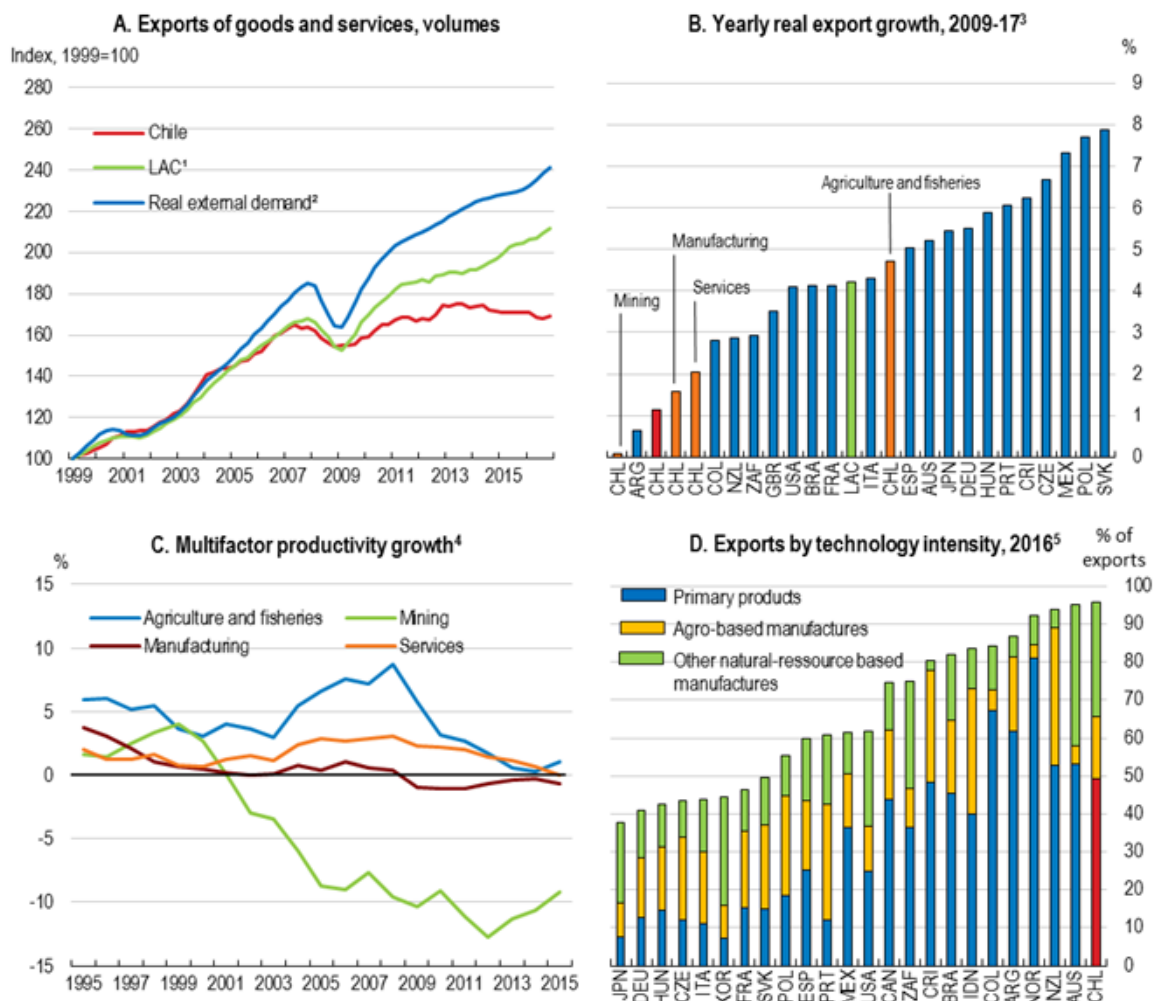 A. Exports of goods and services, volumes
Index, 1999=100
280
260
240
220
200
180
160
140
120
100
Chile
LAC¹
Real external demand²
1999 2001 2003 2005 2007 2009 2011 2013 2015
B. Yearly real export growth, 2009-17³
%
9
8
7
6
5
4
3
2
1
0
Agriculture and fisheries
Manufacturing
Services
Mining
CHL ARG CHL CHL CHL COL NZL ZAF GBR USA BRA FRA LAC ITA CHL ESP AUS JPN DEU HUN PRT CRI CZE MEX POL SVK
C. Multifactor productivity growth⁴
%
15
10
5
0
-5
-10
-15
Agriculture and fisheries Mining
Manufacturing Services
1995 1997 1999 2001 2003 2005 2007 2009 2011 2013 2015
D. Exports by technology intensity, 2016⁵
% of
exports
100
90
80
70
60
50
40
30
20
10
0
Primary products
Agro-based manufactures
Other natural-ressource based
manufactures
JPN DEU HUN CZE ITA KOR FRA SVK POL ESP PRT MEX USA CAN ZAF CRI BRA IDN COL ARG NOR NZL AUS CHL